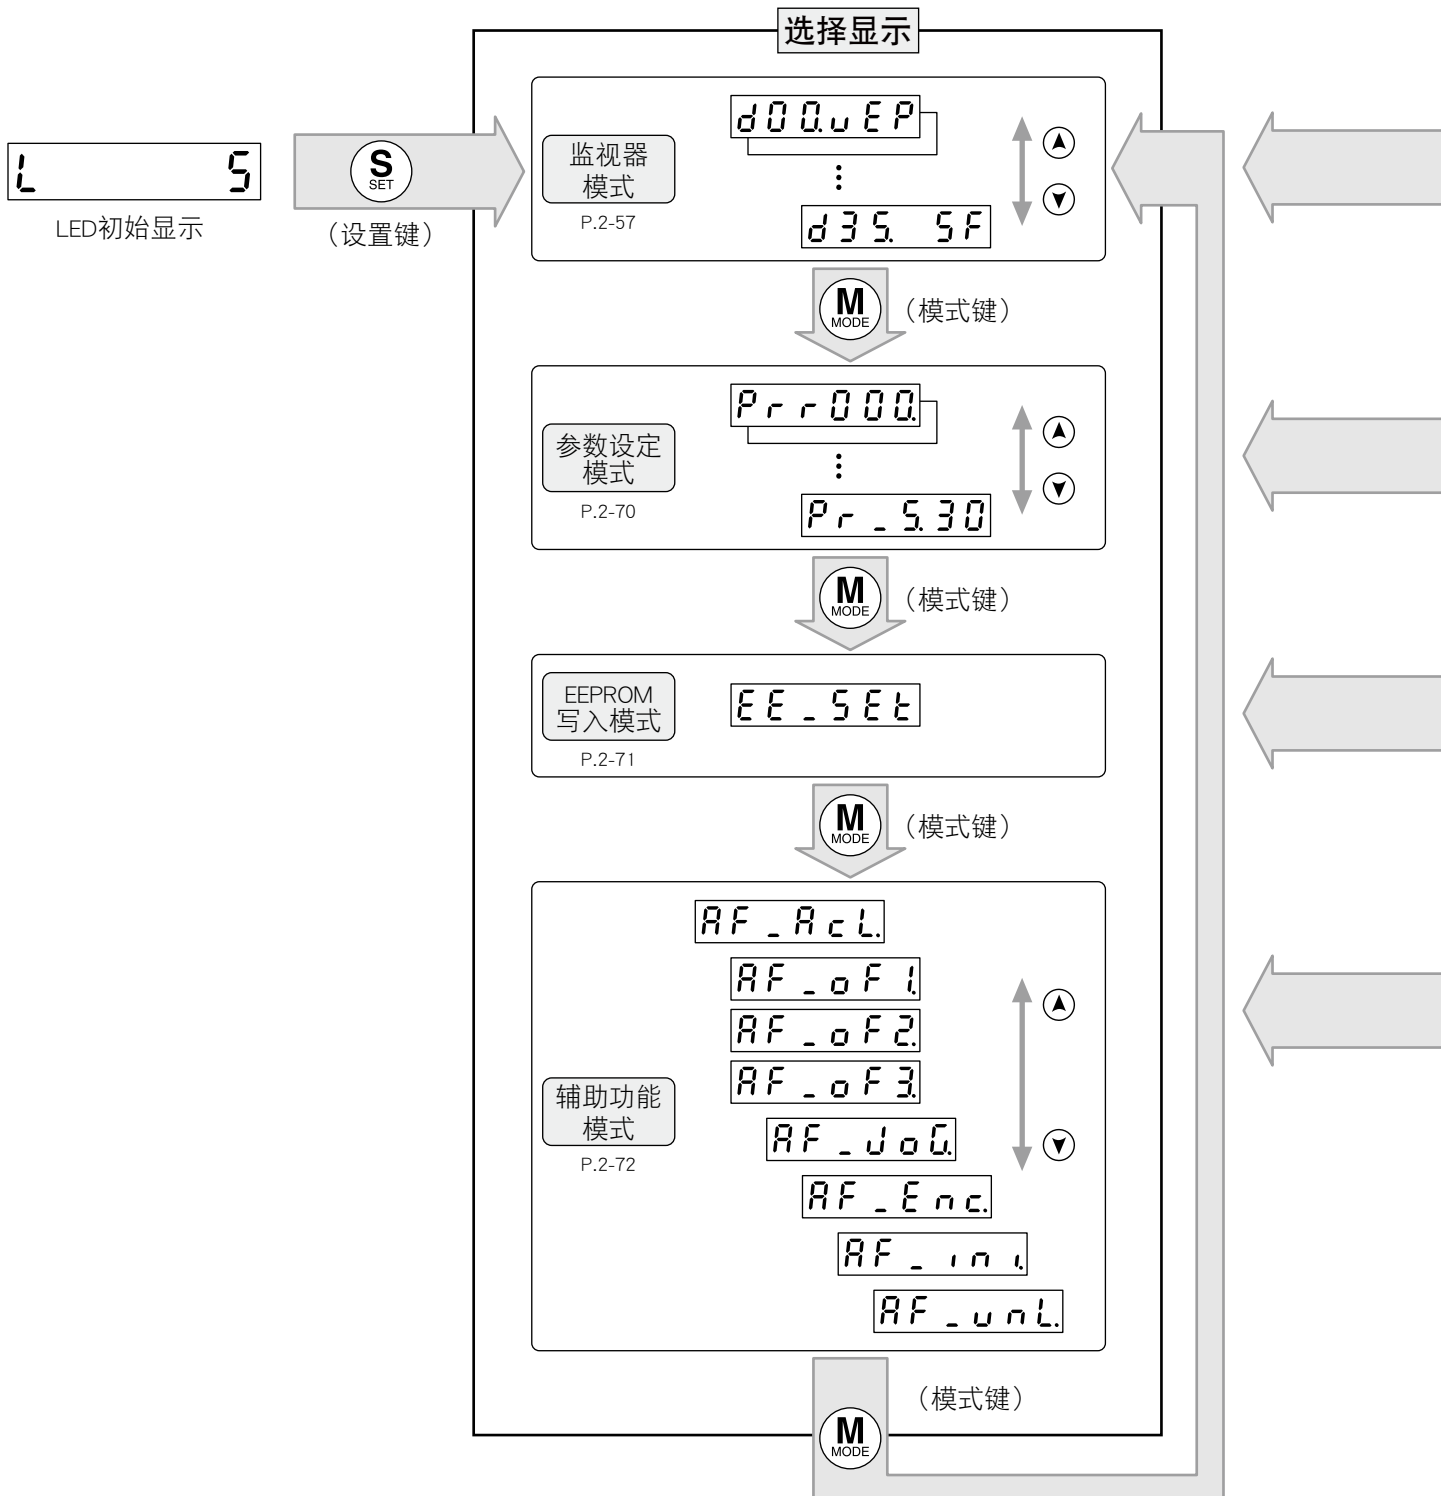 选择显示
L 5
LED初始显示
S
SET
（设置键）
监视器
模式
P.2-57
d00.uEP
d35. SF
M
MODE
（模式键）
参数设定
模式
P.2-70
Prr000.
Pr_5.30
M
MODE
（模式键）
EEPROM
写入模式
P.2-71
EE_SEt
M
MODE
（模式键）
辅助功能
模式
P.2-72
AF_AcL.
AF_oF1.
AF_oF2.
AF_oF3.
AF_JoG.
AF_Enc.
AF_ini.
AF_unL.
（模式键）
M
MODE